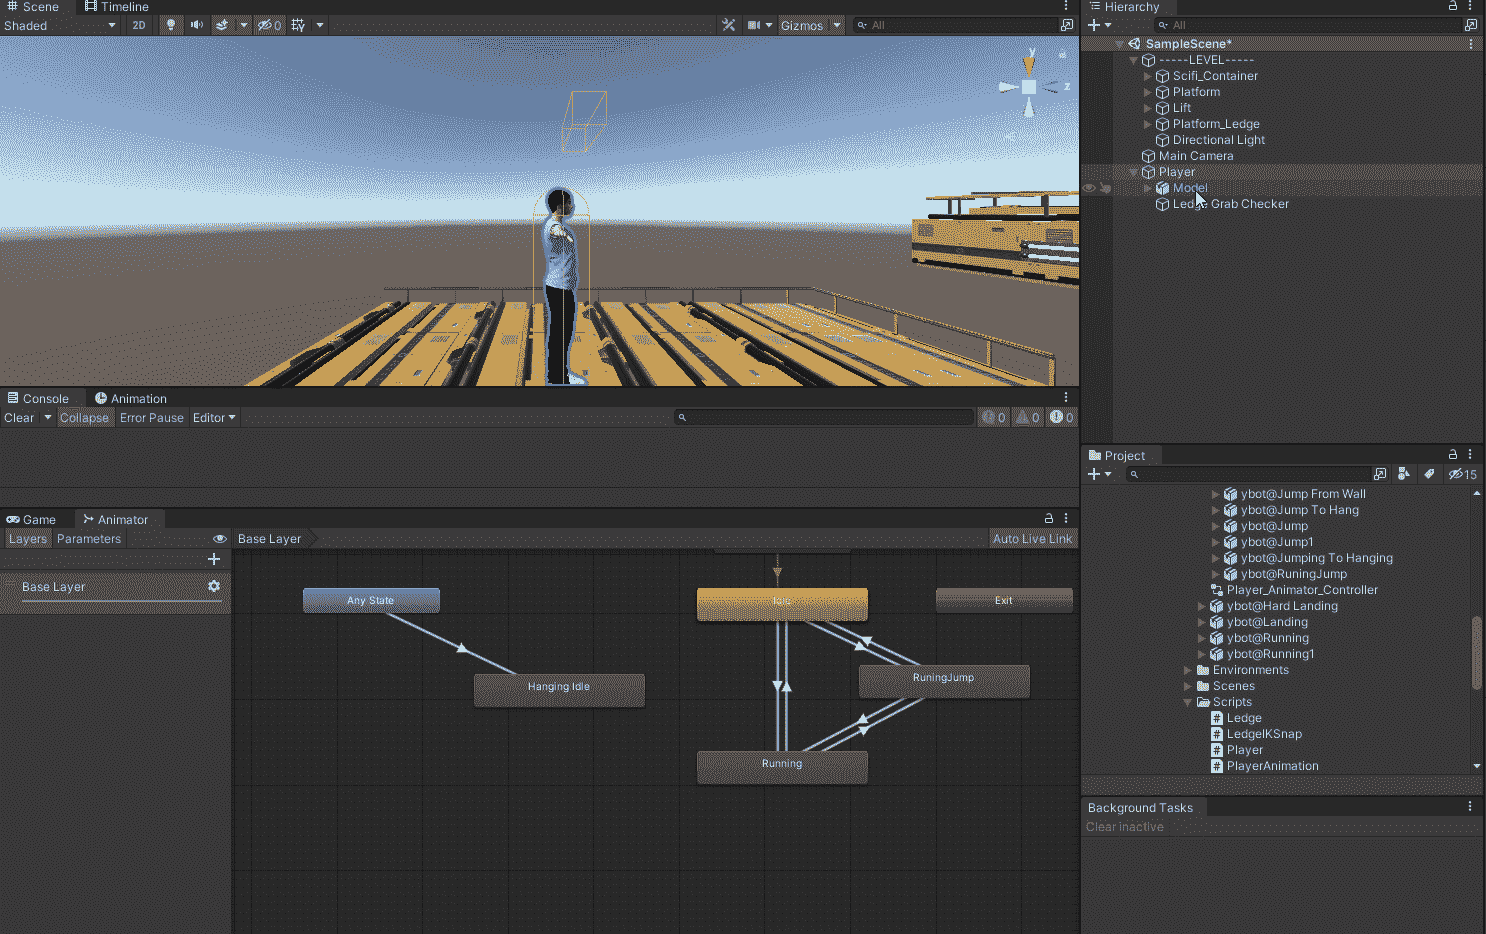 Scene Timeline
Shaded 2D 0 Gizmos All
y
z
Console Animation
Clear Collapse Error Pause Editor 0 0 0
Game Animator
Layers Parameters Base Layer Auto Live Link
Base Layer
Any State
Idle
Exit
Hanging Idle
RuningJump
Running
Hierarchy
All
SampleScene*
-----LEVEL-----
Scifi_Container
Platform
Lift
Platform_Ledge
Directional Light
Main Camera
Player
Model
Ledge Grab Checker
Project
15
ybot@Jump From Wall
ybot@Jump To Hang
ybot@Jump
ybot@Jump1
ybot@Jumping To Hanging
ybot@RuningJump
Player_Animator_Controller
ybot@Hard Landing
ybot@Landing
ybot@Running
ybot@Running1
Environments
Scenes
Scripts
Ledge
LedgeIKSnap
Player
PlayerAnimation
Background Tasks
Clear inactive